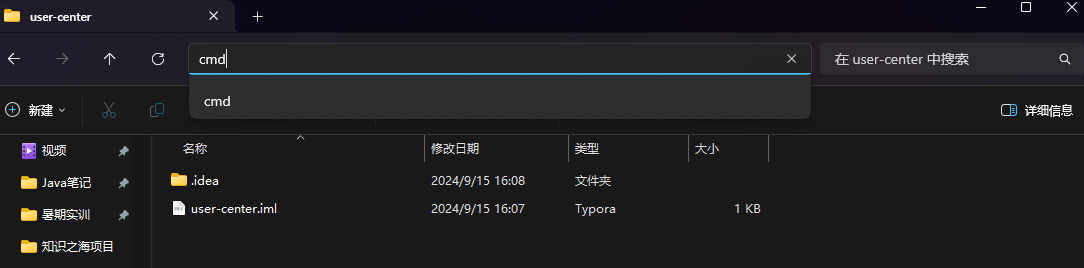 user-center
cmd
在 user-center 中搜索
cmd
新建
详细信息
名称 修改日期 类型 大小
视频
.idea 2024/9/15 16:08 文件夹
Java笔记
user-center.iml 2024/9/15 16:07 Typora 1 KB
暑期实训
知识之海项目